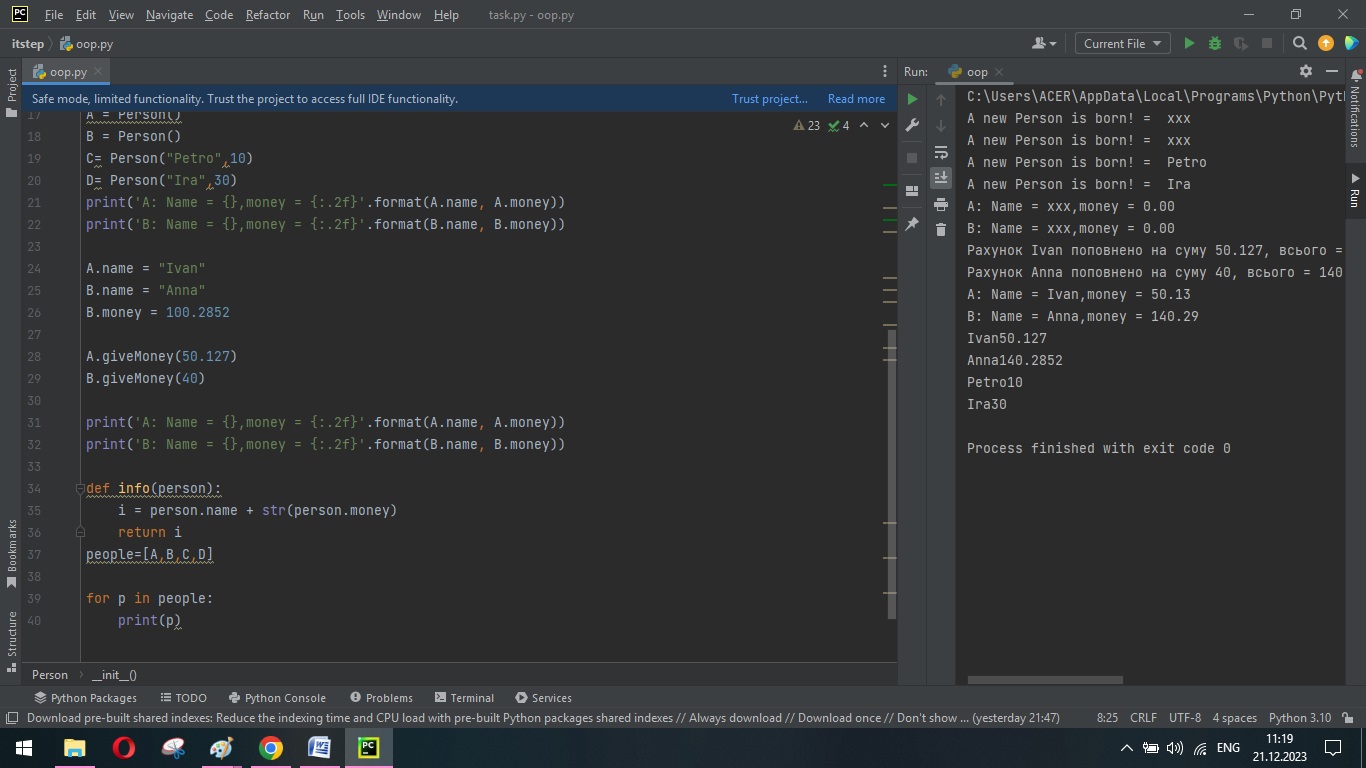 PC File Edit View Navigate Code Refactor Run Tools Window Help task.py - oop.py
itstep oop.py Current File
Project
oop.py
Run: oop
Notifications
Run
Safe mode, limited functionality. Trust the project to access full IDE functionality. Trust project... Read more
23 4
17 A = Person()
18 B = Person()
19 C= Person("Petro",10)
20 D= Person("Ira",30)
21 print('A: Name = {},money = {:.2f}'.format(A.name, A.money))
22 print('B: Name = {},money = {:.2f}'.format(B.name, B.money))
23
24 A.name = "Ivan"
25 B.name = "Anna"
26 B.money = 100.2852
27
28 A.giveMoney(50.127)
29 B.giveMoney(40)
30
31 print('A: Name = {},money = {:.2f}'.format(A.name, A.money))
32 print('B: Name = {},money = {:.2f}'.format(B.name, B.money))
33
34 def info(person):
35 i = person.name + str(person.money)
36 return i
37 people=[A,B,C,D]
38
39 for p in people:
40 print(p)
C:\Users\ACER\AppData\Local\Programs\Python\Pyt
A new Person is born! = xxx
A new Person is born! = xxx
A new Person is born! = Petro
A new Person is born! = Ira
A: Name = xxx,money = 0.00
B: Name = xxx,money = 0.00
Рахунок Ivan поповнено на суму 50.127, всього =
Рахунок Anna поповнено на суму 40, всього = 140
A: Name = Ivan,money = 50.13
B: Name = Anna,money = 140.29
Ivan50.127
Anna140.2852
Petro10
Ira30
Process finished with exit code 0
Bookmarks
Structure
Person __init__()
Python Packages TODO Python Console Problems Terminal Services
Download pre-built shared indexes: Reduce the indexing time and CPU load with pre-built Python packages shared indexes // Always download // Download once // Don't show ... (yesterday 21:47) 8:25 CRLF UTF-8 4 spaces Python 3.10
PC ENG 11:19
21.12.2023